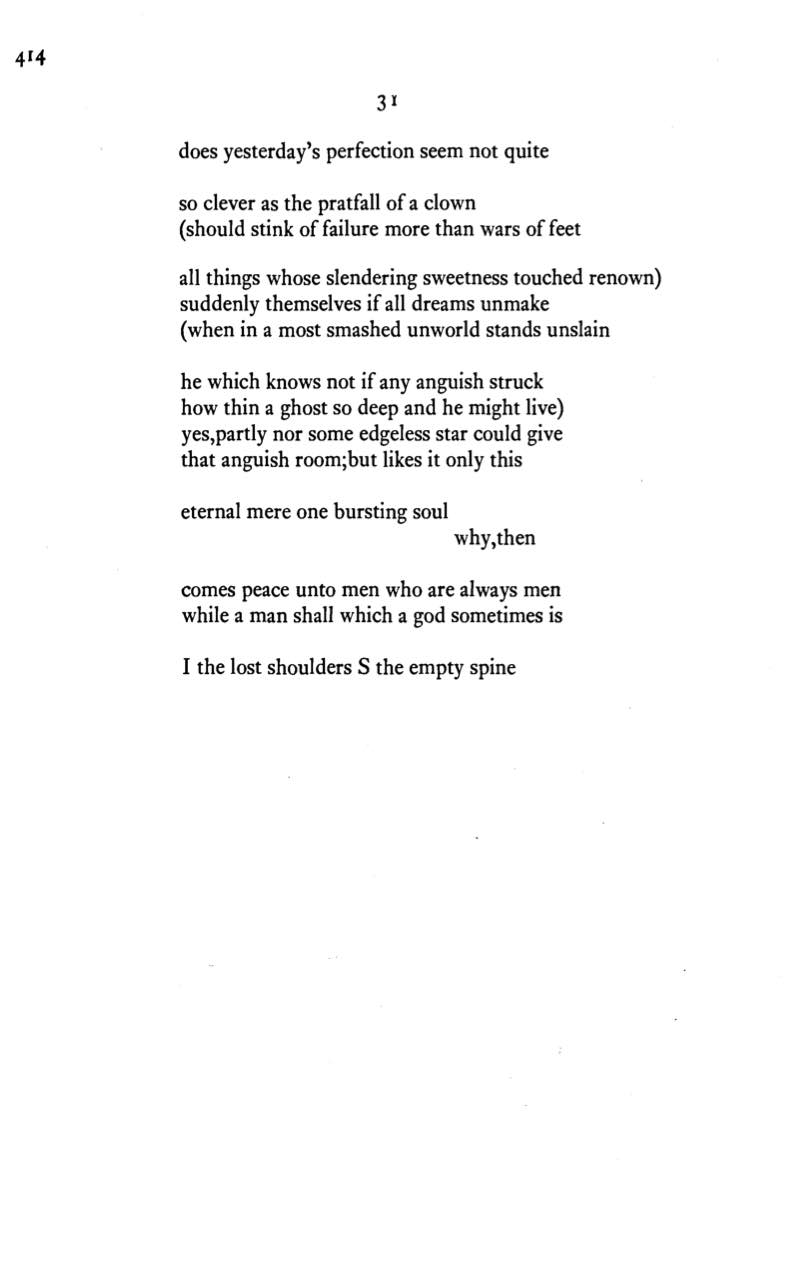 414
31
does yesterday's perfection seem not quite
so clever as the pratfall of a clown
(should stink of failure more than wars of feet
all things whose slendering sweetness touched renown)
suddenly themselves if all dreams unmake
(when in a most smashed unworld stands unslain
he which knows not if any anguish struck
how thin a ghost so deep and he might live)
yes,partly nor some edgeless star could give
that anguish room;but likes it only this
eternal mere one bursting soul
why,then
comes peace unto men who are always men
while a man shall which a god sometimes is
I the lost shoulders S the empty spine